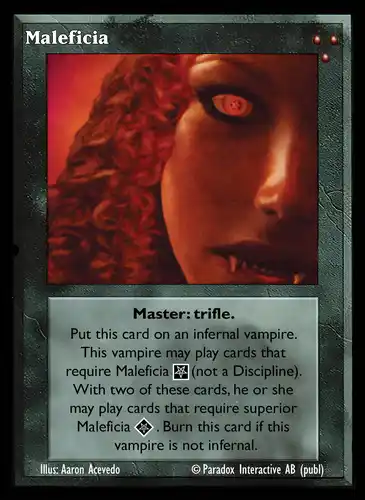 Maleficia
Master: trifle.
Put this card on an infernal vampire.
This vampire may play cards that
require Maleficia (not a Discipline).
With two of these cards, he or she
may play cards that require superior
Maleficia . Burn this card if this
vampire is not infernal.
Illus: Aaron Acevedo © Paradox Interactive AB (publ)